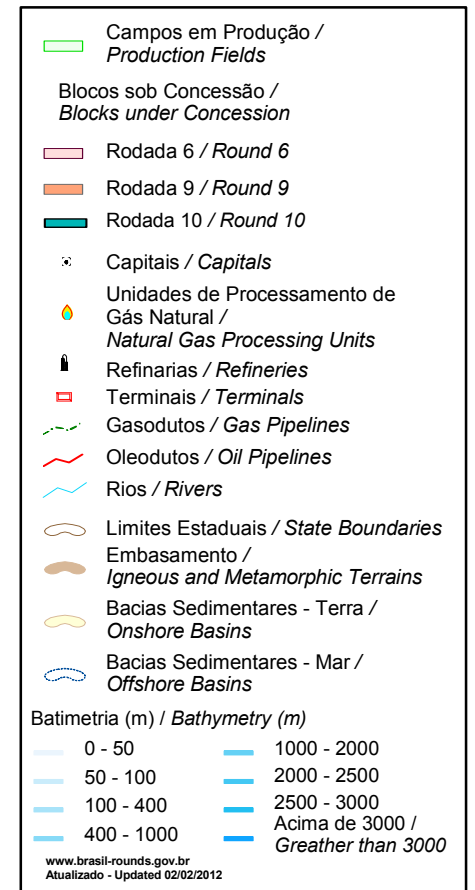 Campos em Produção /
Production Fields
Blocos sob Concessão /
Blocks under Concession
Rodada 6 / Round 6
Rodada 9 / Round 9
Rodada 10 / Round 10
Capitais / Capitals
Unidades de Processamento de
Gás Natural /
Natural Gas Processing Units
Refinarias / Refineries
Terminais / Terminals
Gasodutos / Gas Pipelines
Oleodutos / Oil Pipelines
Rios / Rivers
Limites Estaduais / State Boundaries
Embasamento /
Igneous and Metamorphic Terrains
Bacias Sedimentares - Terra /
Onshore Basins
Bacias Sedimentares - Mar /
Offshore Basins
Batimetria (m) / Bathymetry (m)
0 - 50
50 - 100
100 - 400
400 - 1000
1000 - 2000
2000 - 2500
2500 - 3000
Acima de 3000 /
Greather than 3000
www.brasil-rounds.gov.br
Atualizado - Updated 02/02/2012